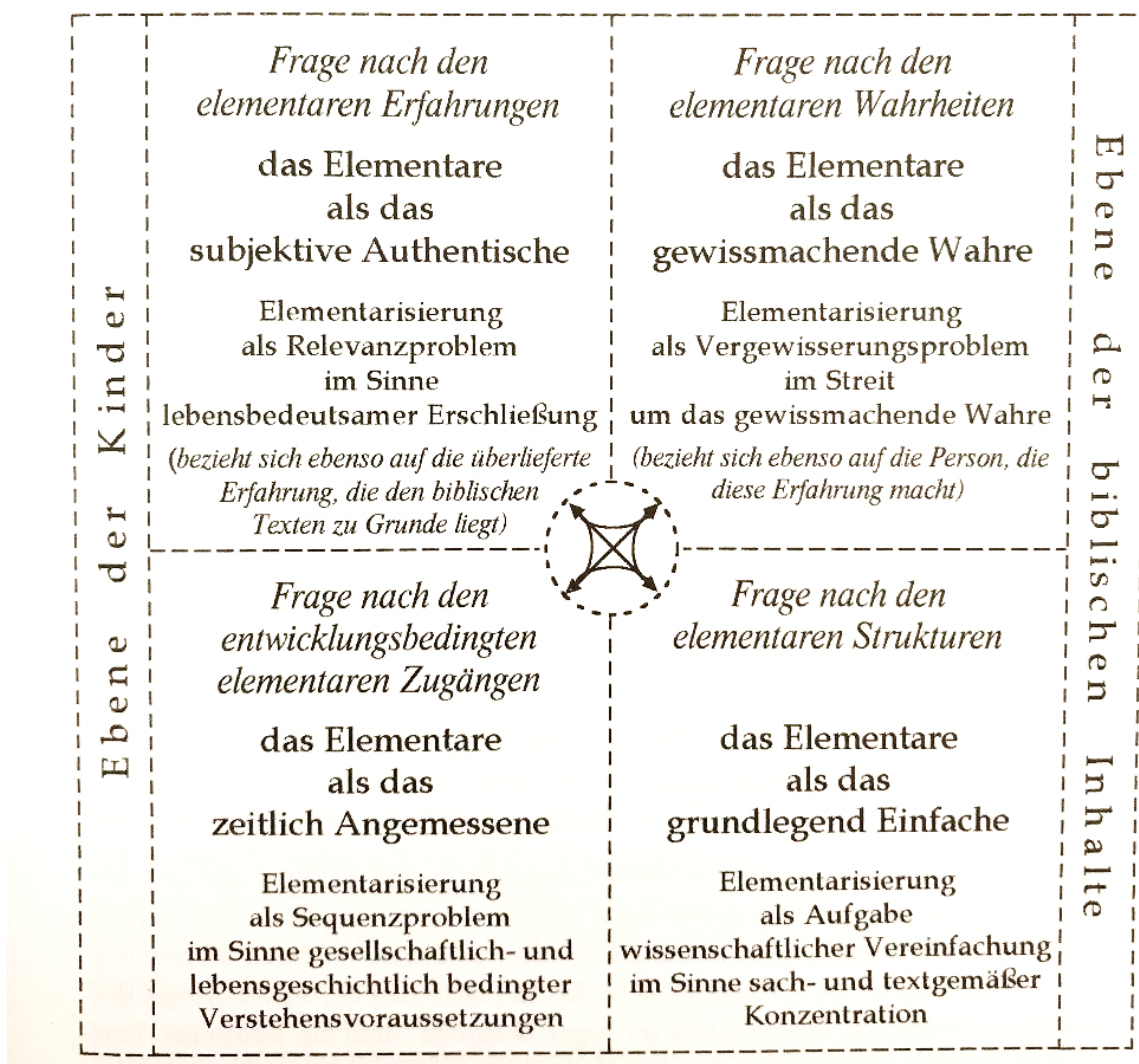 Ebene der Kinder
Frage nach den
elementaren Erfahrungen
das Elementare
als das
subjektive Authentische
Elementarisierung
als Relevanzproblem
im Sinne
lebensbedeutsamer Erschließung
(bezieht sich ebenso auf die überlieferte
Erfahrung, die den biblischen
Texten zu Grunde liegt)
Frage nach den
elementaren Wahrheiten
das Elementare
als das
gewissmachende Wahre
Elementarisierung
als Vergewisserungsproblem
im Streit
um das gewissmachende Wahre
(bezieht sich ebenso auf die Person, die
diese Erfahrung macht)
Frage nach den
entwicklungsbedingten
elementaren Zugängen
das Elementare
als das
zeitlich Angemessene
Elementarisierung
als Sequenzproblem
im Sinne gesellschaftlich- und
lebensgeschichtlich bedingter
Verstehensvoraussetzungen
Frage nach den
elementaren Strukturen
das Elementare
als das
grundlegend Einfache
Elementarisierung
als Aufgabe
wissenschaftlicher Vereinfachung
im Sinne sach- und textgemäßer
Konzentration
Ebene der biblischen Inhalte